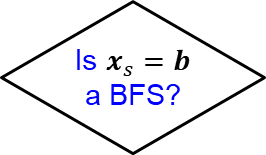 Is 𝒙ₛ = 𝒃
a BFS?